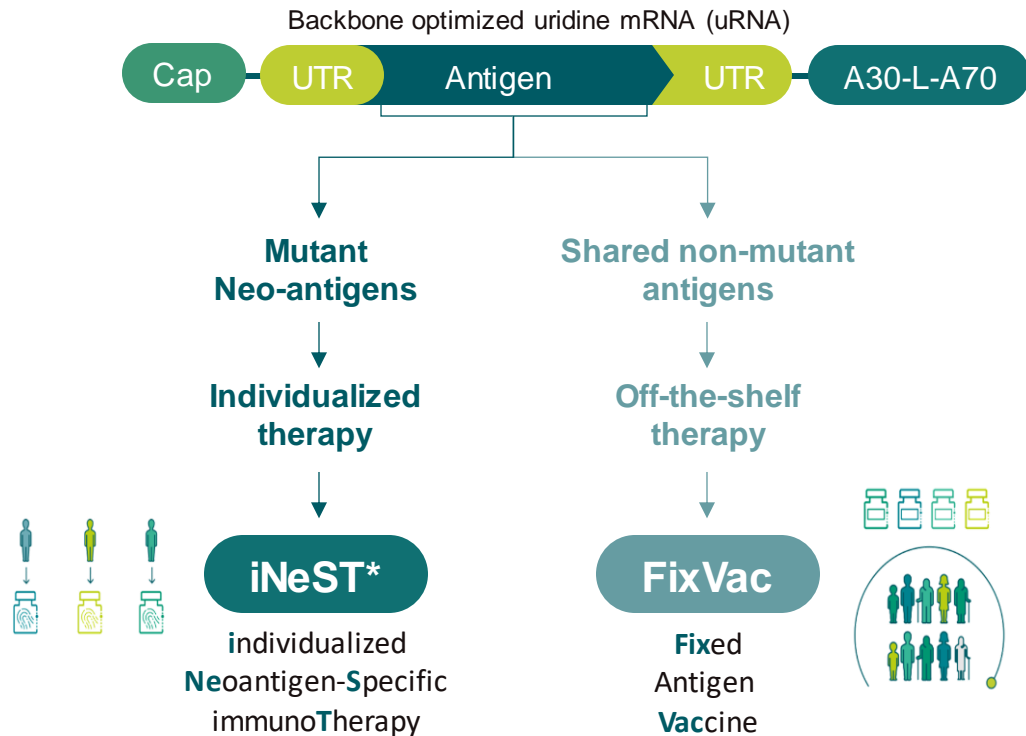 Backbone optimized uridine mRNA (uRNA)
Cap UTR Antigen UTR A30-L-A70
Mutant
Neo-antigens
Shared non-mutant
antigens
Individualized
therapy
Off-the-shelf
therapy
iNeST*
individualized
Neoantigen-Specific
immunoTherapy
FixVac
Fixed
Antigen
Vaccine